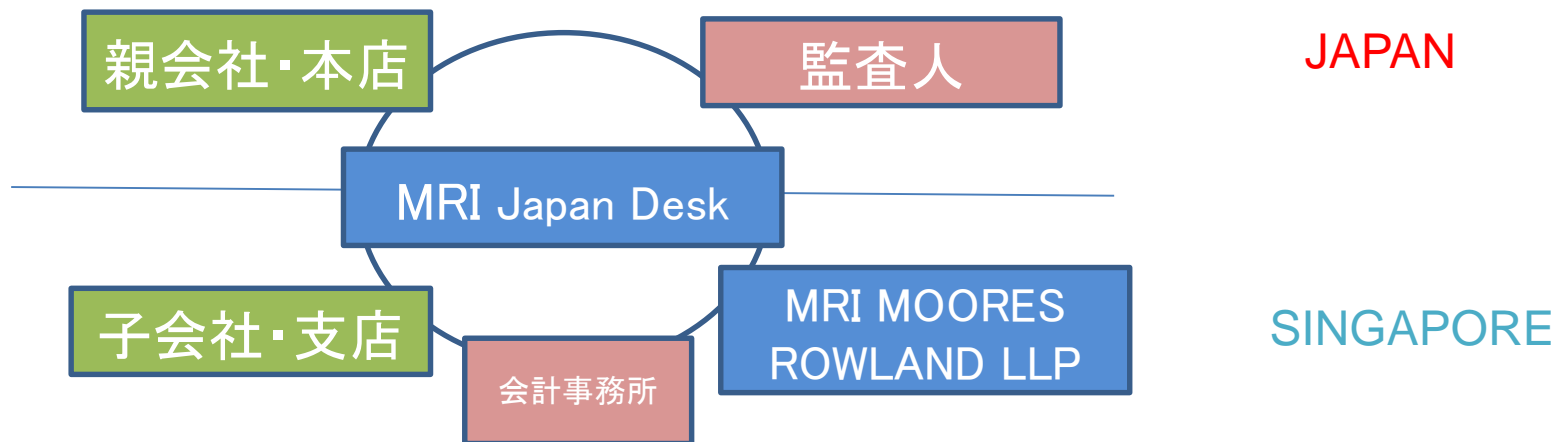 親会社・本店
監査人
JAPAN
MRI Japan Desk
子会社・支店
MRI MOORES
ROWLAND LLP
SINGAPORE
会計事務所